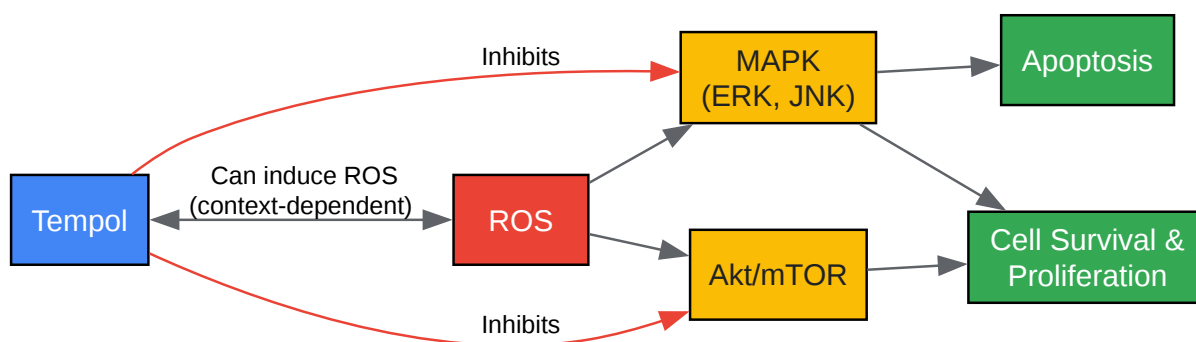 Inhibits
MAPK
(ERK, JNK)
Apoptosis
Can induce ROS
(context-dependent)
Tempol
ROS
Cell Survival &
Proliferation
Akt/mTOR
Inhibits